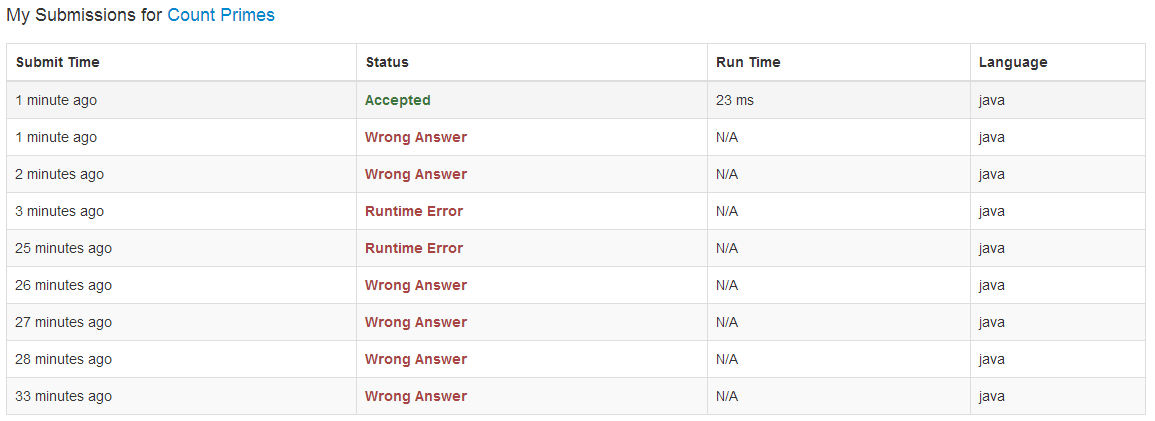 My Submissions for Count Primes
Submit Time Status Run Time Language
1 minute ago Accepted 23 ms java
1 minute ago Wrong Answer N/A java
2 minutes ago Wrong Answer N/A java
3 minutes ago Runtime Error N/A java
25 minutes ago Runtime Error N/A java
26 minutes ago Wrong Answer N/A java
27 minutes ago Wrong Answer N/A java
28 minutes ago Wrong Answer N/A java
33 minutes ago Wrong Answer N/A java